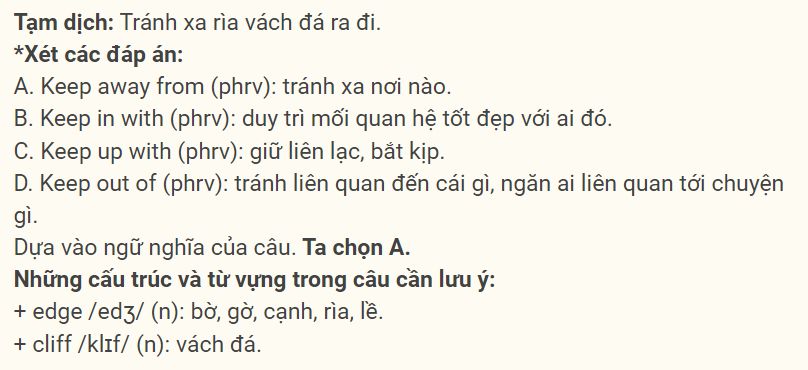 Tạm dịch: Tránh xa rìa vách đá ra đi.
*Xét các đáp án:
A. Keep away from (phrv): tránh xa nơi nào.
B. Keep in with (phrv): duy trì mối quan hệ tốt đẹp với ai đó.
C. Keep up with (phrv): giữ liên lạc, bắt kịp.
D. Keep out of (phrv): tránh liên quan đến cái gì, ngăn ai liên quan tới chuyện
gì.
Dựa vào ngữ nghĩa của câu. Ta chọn A.
Những cấu trúc và từ vựng trong câu cần lưu ý:
+ edge /edʒ/ (n): bờ, gờ, cạnh, rìa, lề.
+ cliff /klɪf/ (n): vách đá.